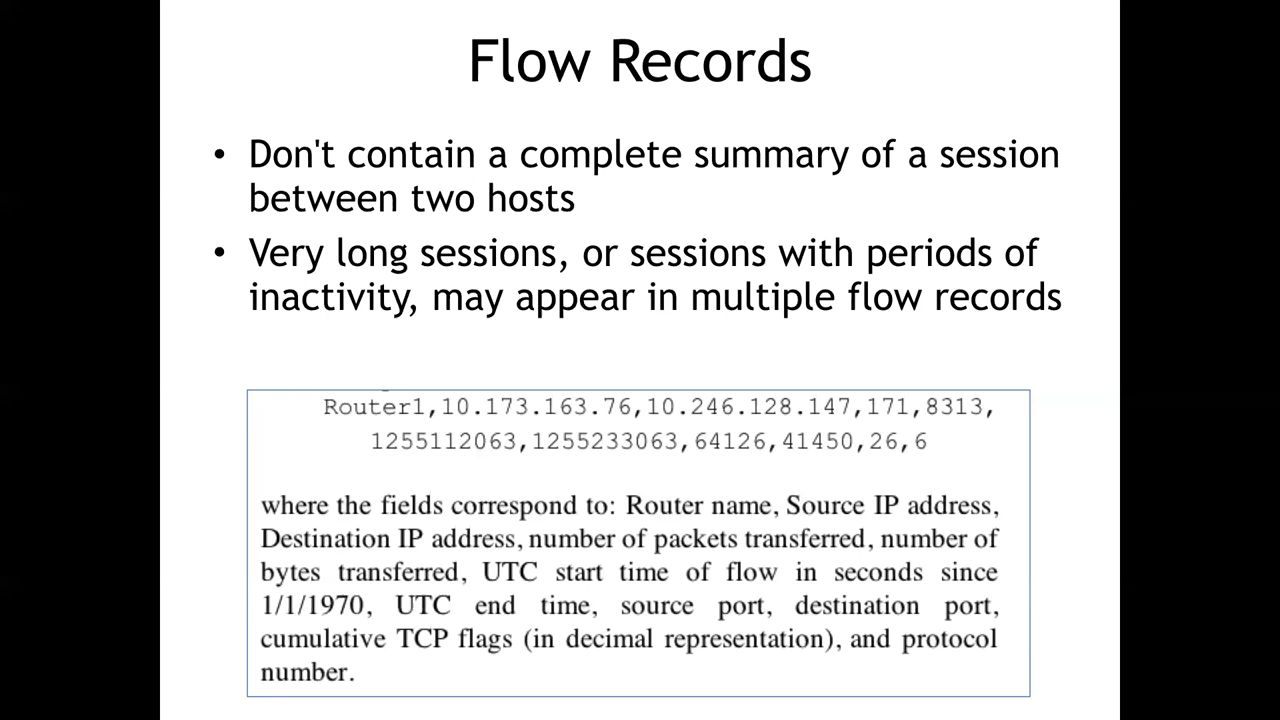 Flow Records
• Don't contain a complete summary of a session
between two hosts
• Very long sessions, or sessions with periods of
inactivity, may appear in multiple flow records
Router1,10.173.163.76,10.246.128.147,171,8313,
1255112063,1255233063,64126,41450,26,6
where the fields correspond to: Router name, Source IP address,
Destination IP address, number of packets transferred, number of
bytes transferred, UTC start time of flow in seconds since
1/1/1970, UTC end time, source port, destination port,
cumulative TCP flags (in decimal representation), and protocol
number.